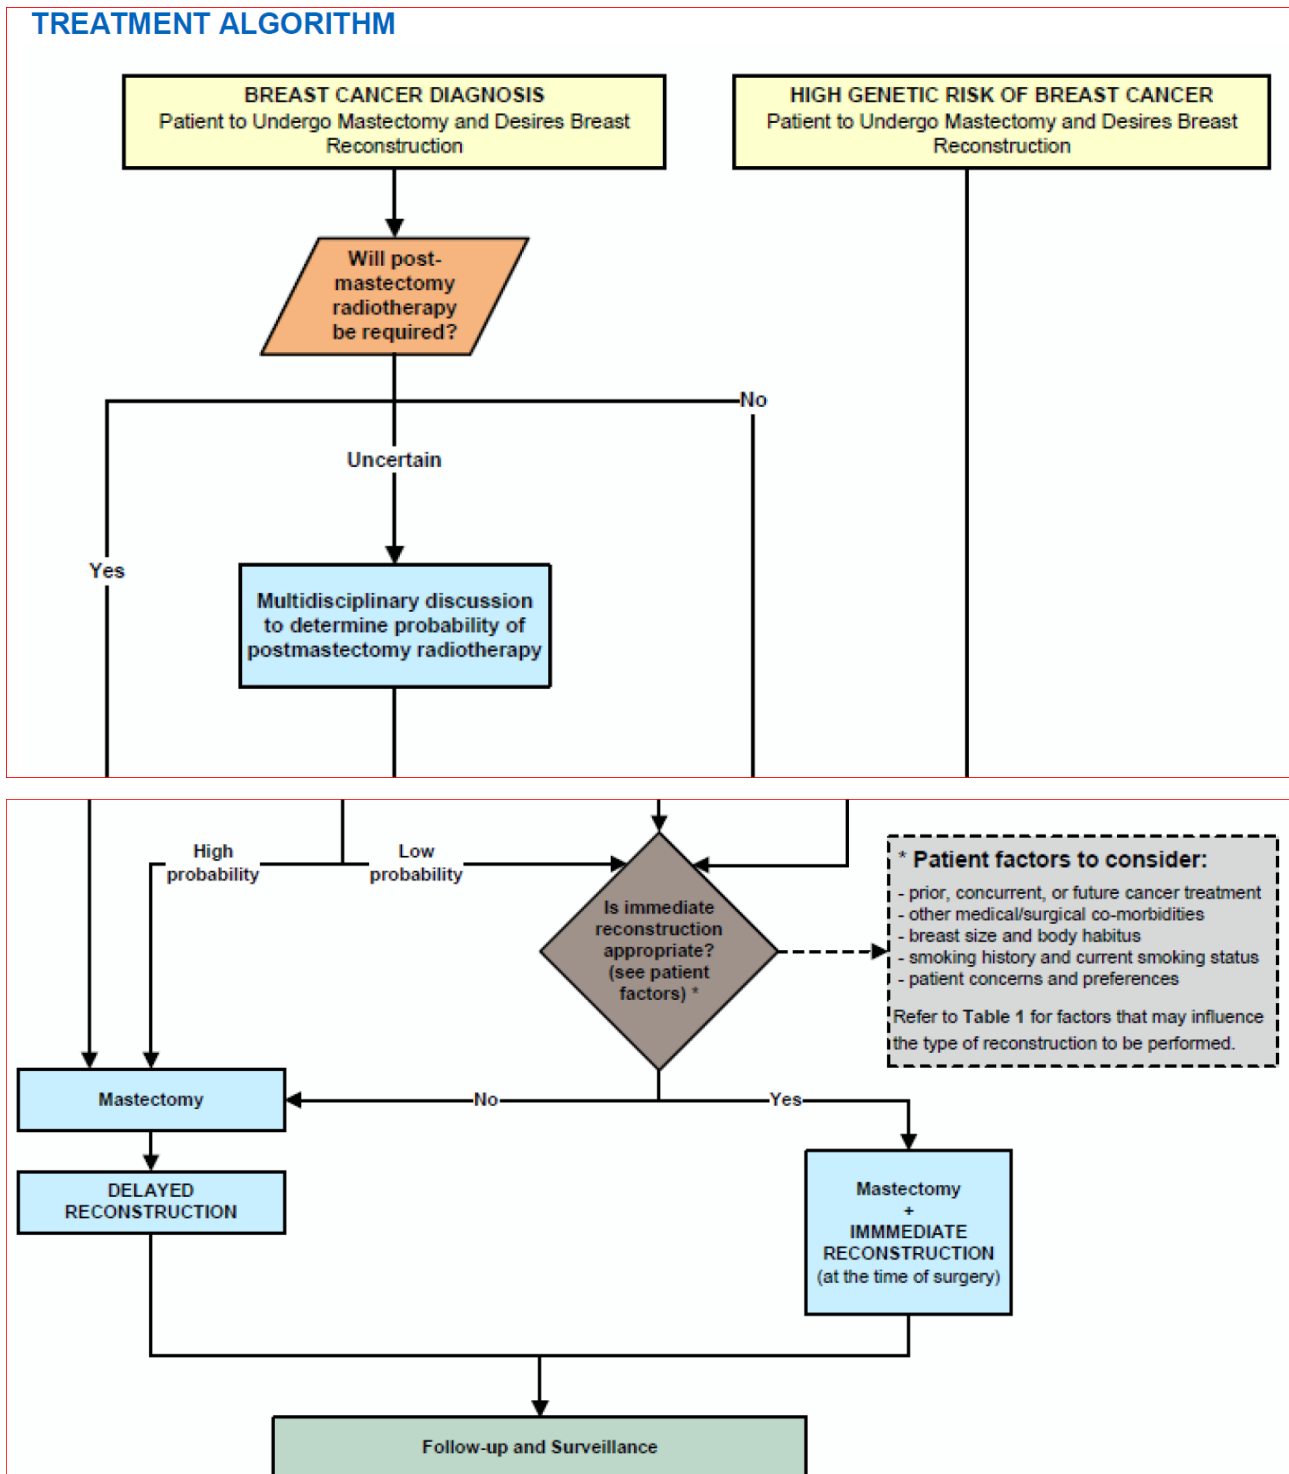 TREATMENT ALGORITHM
BREAST CANCER DIAGNOSIS
Patient to Undergo Mastectomy and Desires Breast
Reconstruction
HIGH GENETIC RISK OF BREAST CANCER
Patient to Undergo Mastectomy and Desires Breast
Reconstruction
Will post-
mastectomy
radiotherapy
be required?
No
Uncertain
Yes
Multidisciplinary discussion
to determine probability of
postmastectomy radiotherapy
High
probability
Low
probability
Is immediate
reconstruction
appropriate?
(see patient
factors) *
* Patient factors to consider:
- prior, concurrent, or future cancer treatment
- other medical/surgical co-morbidities
- breast size and body habitus
- smoking history and current smoking status
- patient concerns and preferences
Refer to Table 1 for factors that may influence
the type of reconstruction to be performed.
Mastectomy
No
Yes
DELAYED
RECONSTRUCTION
Mastectomy
+
IMMMEDIATE
RECONSTRUCTION
(at the time of surgery)
Follow-up and Surveillance